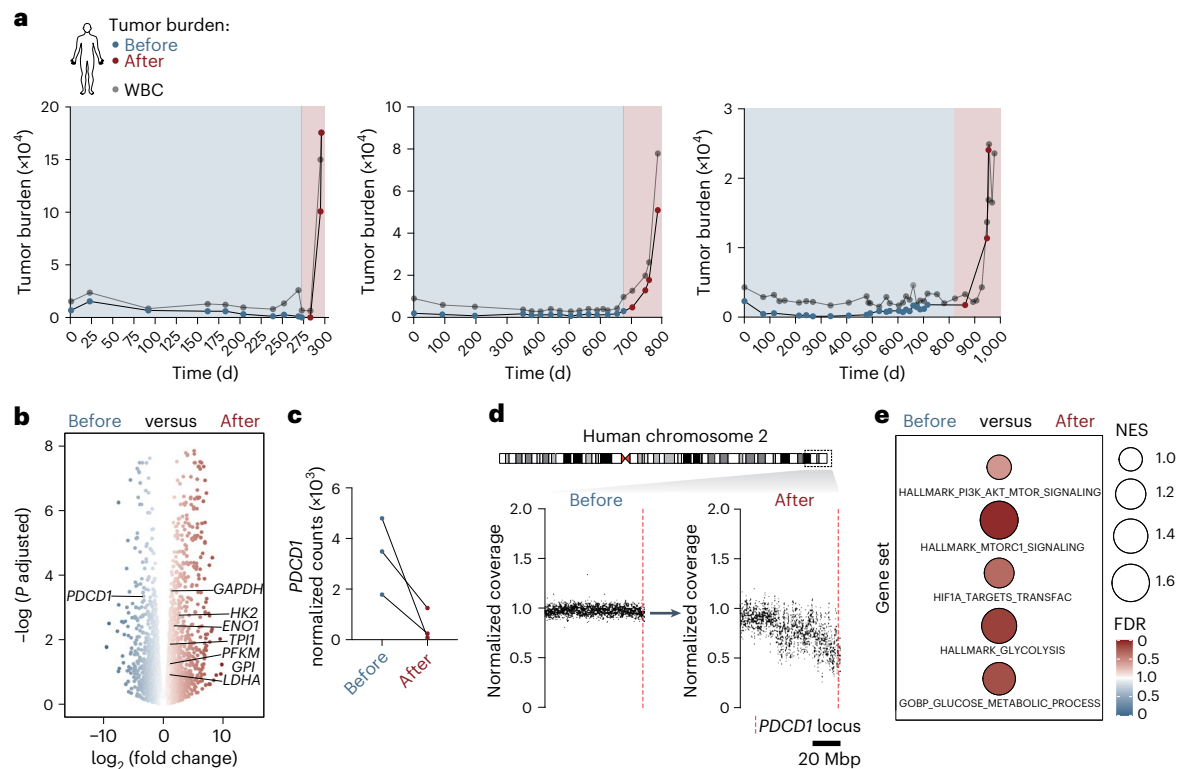 a
Tumor burden:
Before
After
WBC
Tumor burden (×10⁴)
20
15
10
5
0
0 25 50 75 100 125 150 175 200 225 250 275 300
Time (d)
Tumor burden (×10⁴)
10
8
6
4
2
0
0 100 200 300 400 500 600 700 800
Time (d)
Tumor burden (×10⁴)
3
2
1
0
0 100 200 300 400 500 600 700 800 900 1,000
Time (d)
b
Before versus After
−log (P adjusted)
8
6
4
2
0
PDCD1
GAPDH
HK2
ENO1
TPI1
PFKM
GPI
LDHA
−10 0 10
log₂ (fold change)
c
PDCD1
normalized counts (×10³)
6
4
2
0
Before
After
d
Human chromosome 2
Before
After
Normalized coverage
2.0
1.5
1.0
0.5
0
Normalized coverage
2.0
1.5
1.0
0.5
0
PDCD1 locus
20 Mbp
e
Before versus After
Gene set
HALLMARK_PI3K_AKT_MTOR_SIGNALING
HALLMARK_MTORC1_SIGNALING
HIF1A_TARGETS_TRANSFAC
HALLMARK_GLYCOLYSIS
GOBP_GLUCOSE_METABOLIC_PROCESS
NES
1.0
1.2
1.4
1.6
FDR
0
0.5
1.0
0.5
0